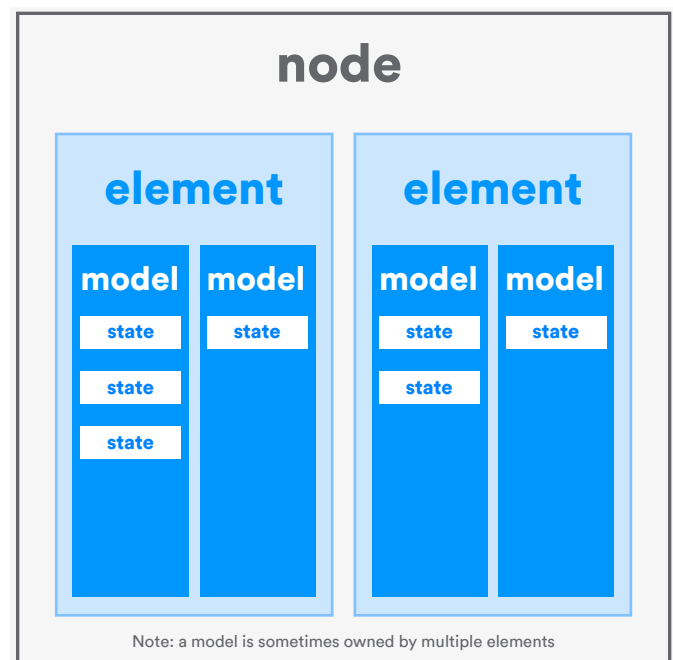 node
element element
model model model model
state state state state
state state
state
Note: a model is sometimes owned by multiple elements